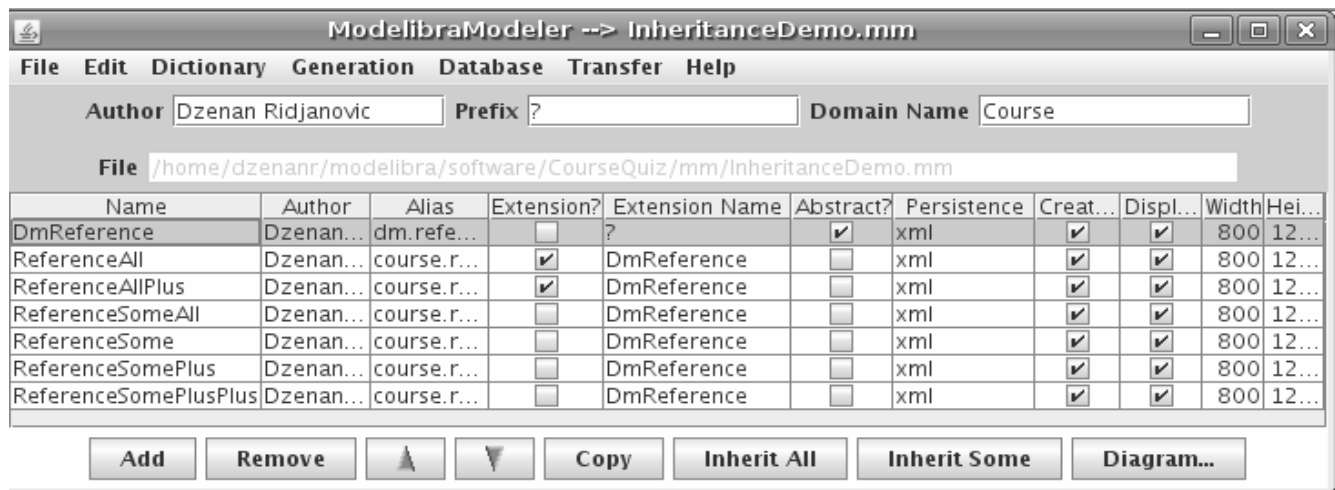 ModelibraModeler --> InheritanceDemo.mm
File Edit Dictionary Generation Database Transfer Help
Author Dzenan Ridjanovic Prefix ? Domain Name Course
File /home/dzenanr/modelibra/software/CourseQuiz/mm/InheritanceDemo.mm
Name Author Alias Extension? Extension Name Abstract? Persistence Creat... Displ... Width Hei...
DmReference Dzenan... dm.refe... ? xml 800 12...
ReferenceAll Dzenan... course.r... DmReference xml 800 12...
ReferenceAllPlus Dzenan... course.r... DmReference xml 800 12...
ReferenceSomeAll Dzenan... course.r... DmReference xml 800 12...
ReferenceSome Dzenan... course.r... DmReference xml 800 12...
ReferenceSomePlus Dzenan... course.r... DmReference xml 800 12...
ReferenceSomePlusPlus Dzenan... course.r... DmReference xml 800 12...
Add Remove Copy Inherit All Inherit Some Diagram...